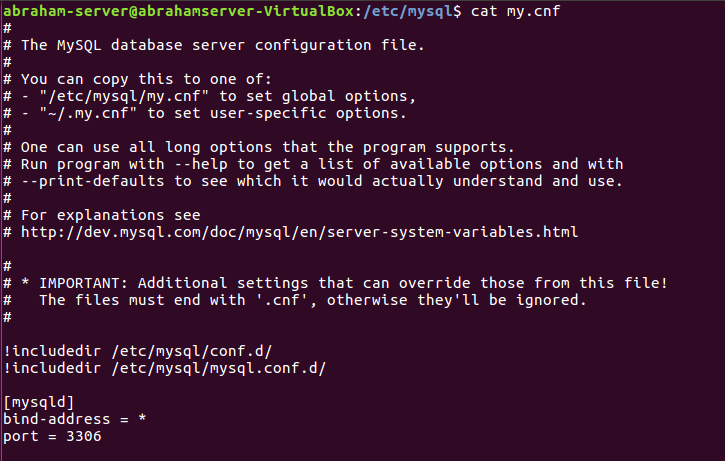 abraham-server@abrahamserver-VirtualBox:/etc/mysql$ cat my.cnf
#
# The MySQL database server configuration file.
#
# You can copy this to one of:
# - "/etc/mysql/my.cnf" to set global options,
# - "~/.my.cnf" to set user-specific options.
#
# One can use all long options that the program supports.
# Run program with --help to get a list of available options and with
# --print-defaults to see which it would actually understand and use.
#
# For explanations see
# http://dev.mysql.com/doc/mysql/en/server-system-variables.html

#
# * IMPORTANT: Additional settings that can override those from this file!
#   The files must end with '.cnf', otherwise they'll be ignored.
#

!includedir /etc/mysql/conf.d/
!includedir /etc/mysql/mysql.conf.d/

[mysqld]
bind-address = *
port = 3306